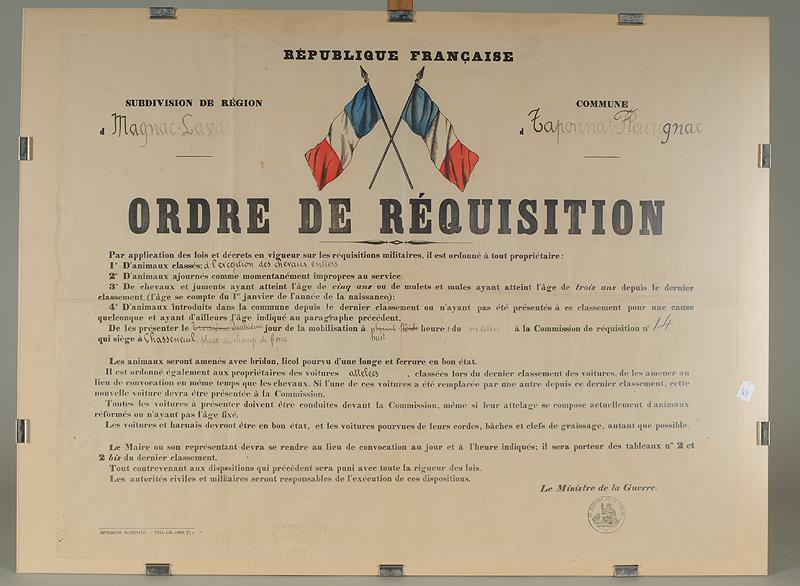 RÉPUBLIQUE FRANÇAISE
SUBDIVISION DE RÉGION
d Magnac-Laval
COMMUNE
d Taponnat-Fleurignac
ORDRE DE RÉQUISITION
Par application des lois et décrets en vigueur sur les réquisitions militaires, il est ordonné à tout propriétaire:
1° D'animaux classés; à l'exception des chevaux entiers
2° D'animaux ajournés comme momentanément impropres au service;
3° De chevaux et juments ayant atteint l'âge de cinq ans ou de mulets et mules ayant atteint l'âge de trois ans depuis le dernier
classement (l'âge se compte du 1er janvier de l'année de la naissance);
4° D'animaux introduits dans la commune depuis le dernier classement ou n'ayant pas été présentés à ce classement pour une cause
quelconque et ayant d'ailleurs l'âge indiqué au paragraphe précédent,
De les présenter le troisième quatrième jour de la mobilisation à huit heures du matin à la Commission de réquisition n° 14
qui siège à Chasseneuil place du champ de foire
Les animaux seront amenés avec bridon, licol pourvu d'une longe et ferrure en bon état.
Il est ordonné également aux propriétaires des voitures attelées, classées lors du dernier classement des voitures, de les amener au
lieu de convocation en même temps que les chevaux. Si l'une de ces voitures a été remplacée par une autre depuis ce dernier classement, cette
nouvelle voiture devra être présentée à la Commission.
Toutes les voitures à présenter doivent être conduites devant la Commission, même si leur attelage se compose actuellement d'animaux
réformés ou n'ayant pas l'âge fixé.
Les voitures et harnais devront être en bon état, et les voitures pourvues de leurs cordes, bâches et clefs de graissage, autant que possible.
Le Maire ou son représentant devra se rendre au lieu de convocation au jour et à l'heure indiqués; il sera porteur des tableaux nos 2 et
2 bis du dernier classement.
Tout contrevenant aux dispositions qui précèdent sera puni avec toute la rigueur des lois.
Les autorités civiles et militaires seront responsables de l'exécution de ces dispositions.
Le Ministre de la Guerre.
IMPRIMERIE NATIONALE